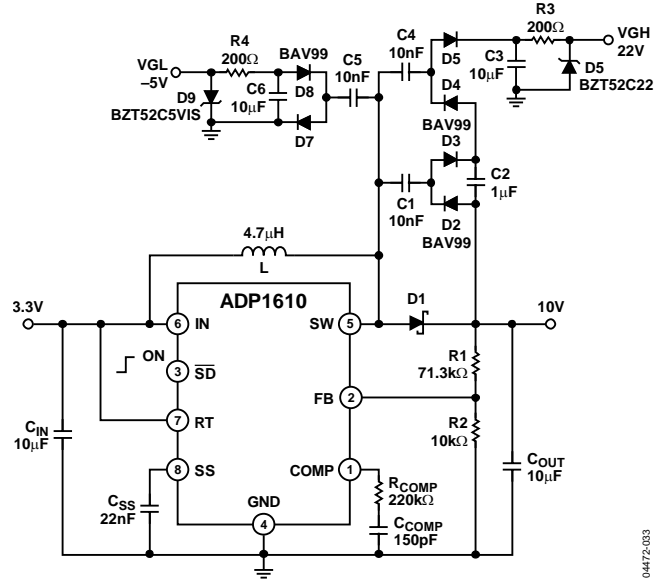 VGL
–5V
R4
200Ω
BAV99
D8
C5
10nF
C4
10nF
D5
R3
200Ω
VGH
22V
C3
10μF
D5
BZT52C22
D9
BZT52C5VIS
C6
10μF
D7
D4
BAV99
D3
C2
1μF
C1
10nF
D2
BAV99
4.7μH
L
ADP1610
3.3V
6
IN
SW
5
D1
10V
ON
3
SD
R1
71.3kΩ
FB
2
7
RT
R2
10kΩ
CIN
10μF
8
SS
COMP
1
COUT
10μF
RCOMP
220kΩ
CSS
22nF
GND
4
CCOMP
150pF
04472-033